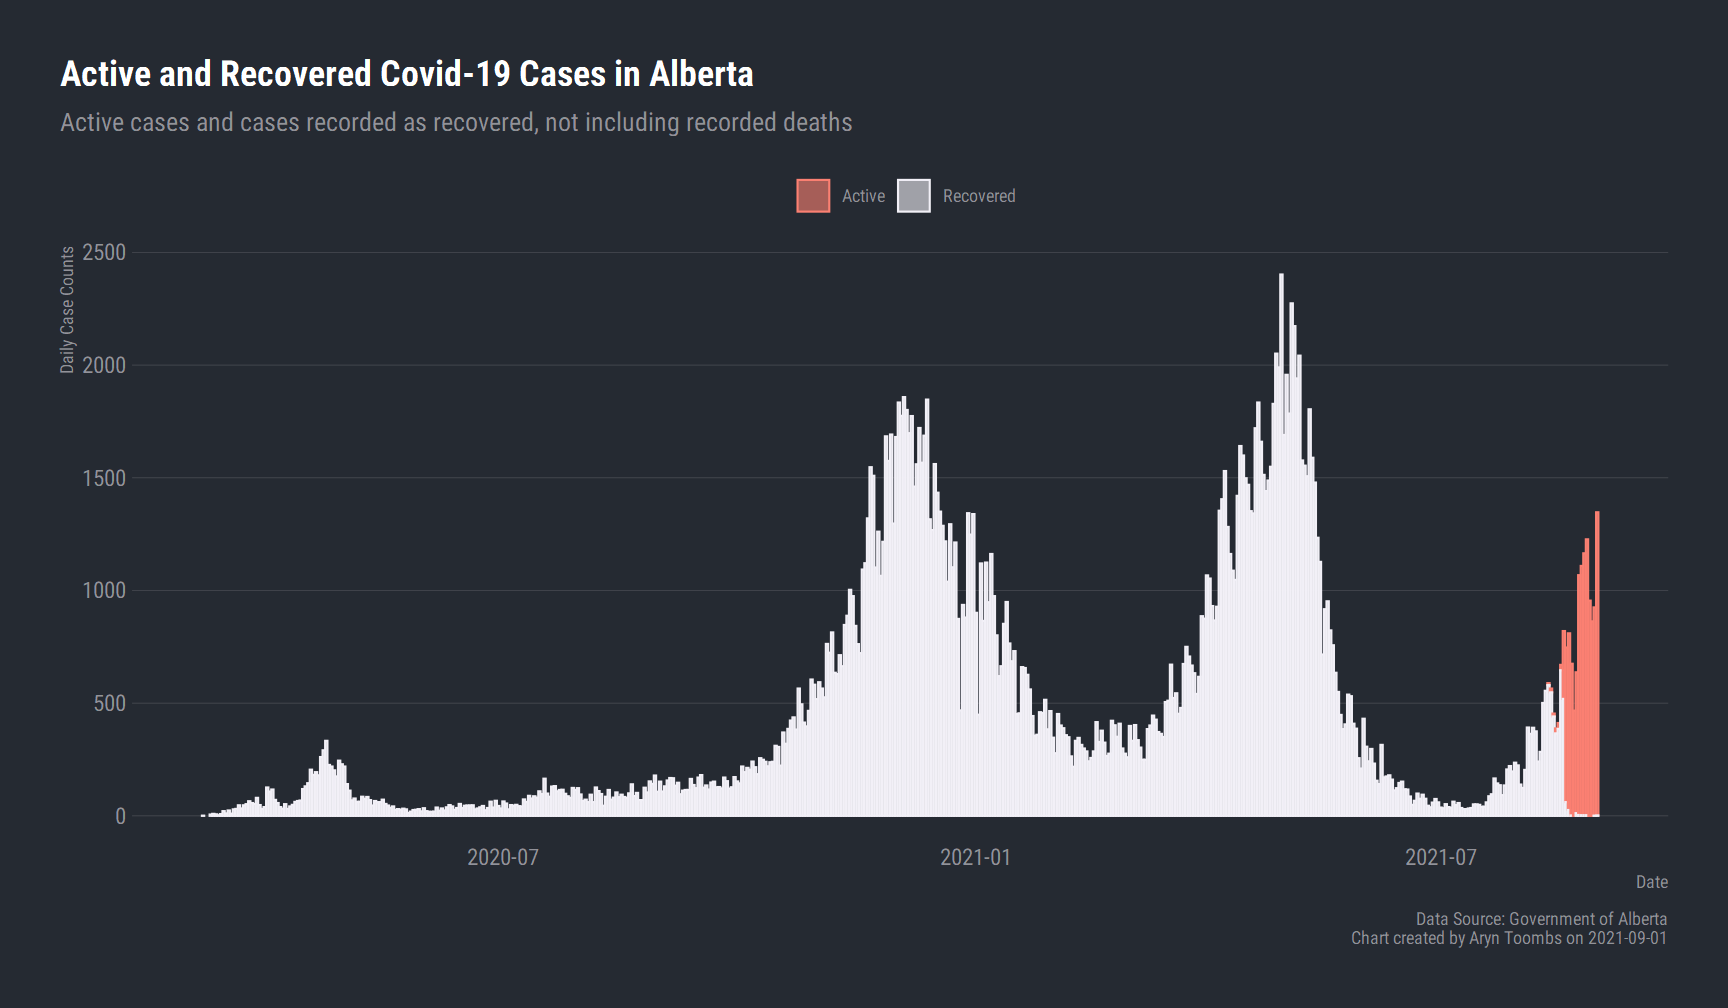 Active and Recovered Covid-19 Cases in Alberta
Active cases and cases recorded as recovered, not including recorded deaths
Active
Recovered
Daily Case Counts
2500
2000
1500
1000
500
0
2020-07
2021-01
2021-07
Date
Data Source: Government of Alberta
Chart created by Aryn Toombs on 2021-09-01